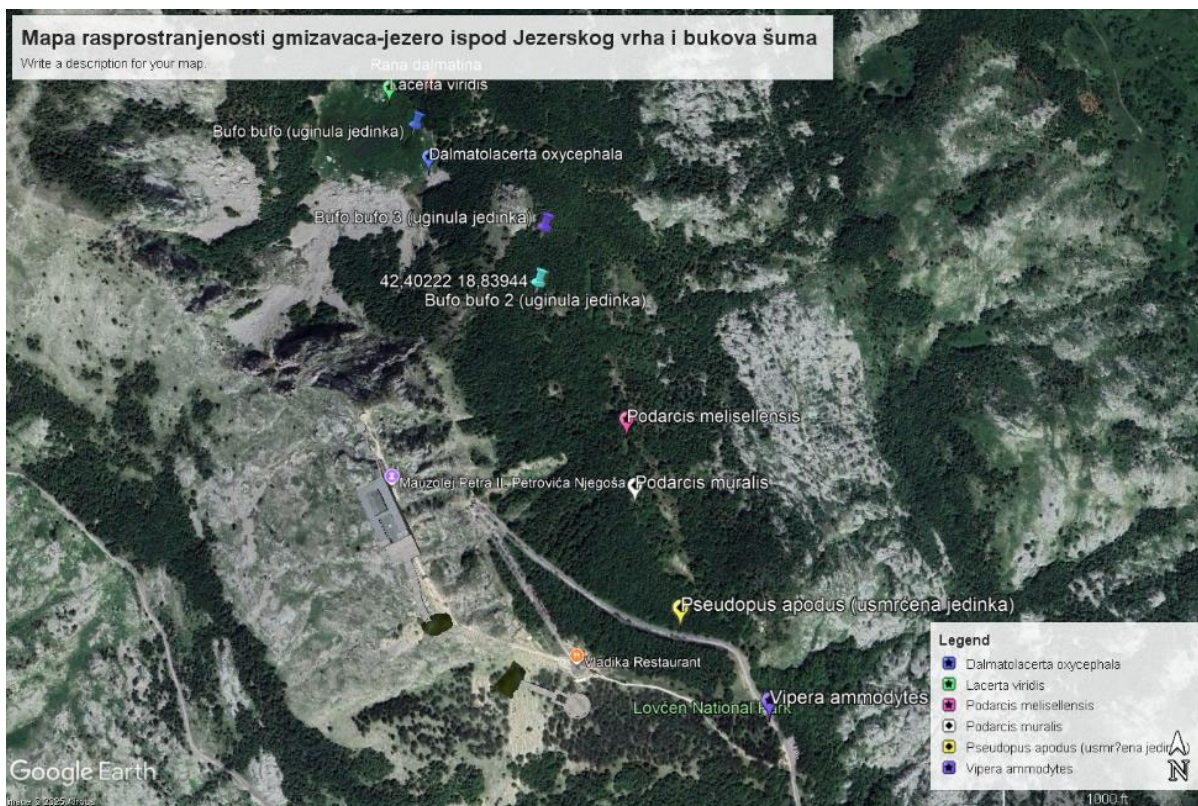 Mapa rasprostranjenosti gmizavaca-jezero ispod Jezerskog vrha i bukova šuma
Write a description for your map.
Rana dalmatina
Lacerta viridis
Bufo bufo (uginula jedinka)
Dalmatolacerta oxycephala
Bufo bufo 3 (uginula jedinka)
42,40222 18,83944
Bufo bufo 2 (uginula jedinka)
Podarcis melisellensis
Mauzolej Petra II Petrovića Njegoša
Podarcis muralis
Pseudopus apodus (usmrćena jedinka)
Vladika Restaurant
Vipera ammodytes
Lovćen National Park
Legend
Dalmatolacerta oxycephala
Lacerta viridis
Podarcis melisellensis
Podarcis muralis
Pseudopus apodus (usmr?ena jedinka)
Vipera ammodytes
N
Google Earth
Image © 2025 Airbus
1000 ft